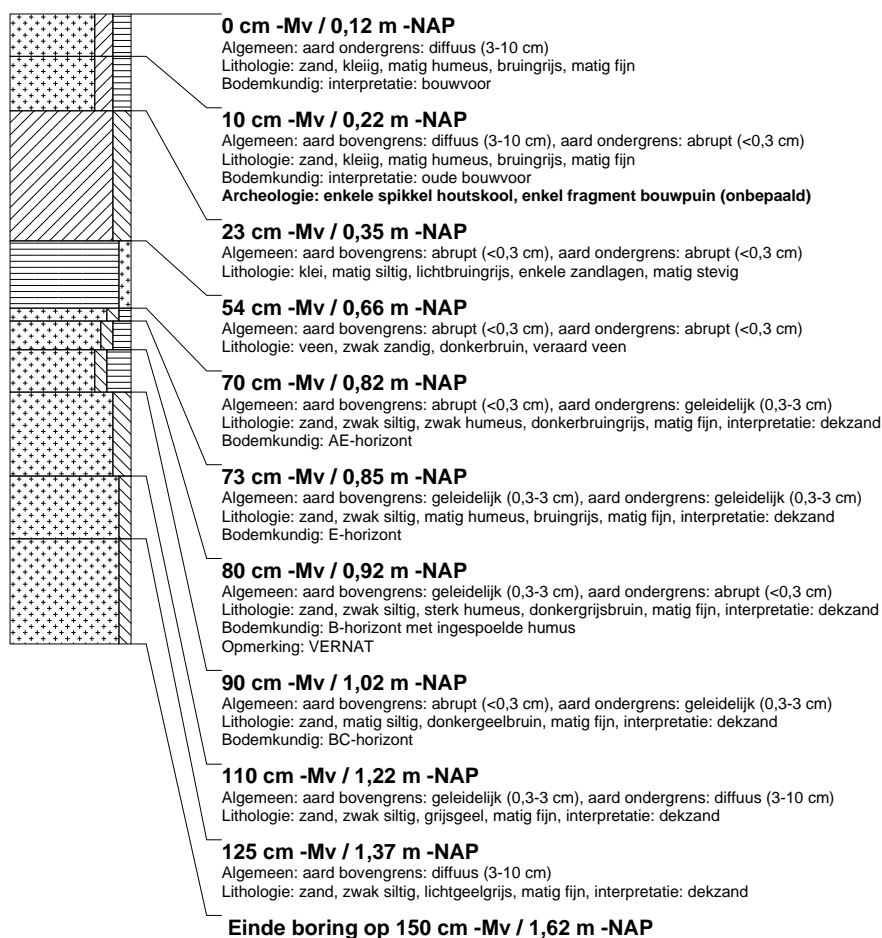 0 cm -Mv / 0,12 m -NAP
Algemeen: aard ondergrens: diffuus (3-10 cm)
Lithologie: zand, kleiig, matig humeus, bruingrijs, matig fijn
Bodemkundig: interpretatie: bouwvoor
10 cm -Mv / 0,22 m -NAP
Algemeen: aard bovengrens: diffuus (3-10 cm), aard ondergrens: abrupt (<0,3 cm)
Lithologie: zand, kleiig, matig humeus, bruingrijs, matig fijn
Bodemkundig: interpretatie: oude bouwvoor
Archeologie: enkele spikkel houtskool, enkel fragment bouwpuin (onbepaald)
23 cm -Mv / 0,35 m -NAP
Algemeen: aard bovengrens: abrupt (<0,3 cm), aard ondergrens: abrupt (<0,3 cm)
Lithologie: klei, matig siltig, lichtbruingrijs, enkele zandlagen, matig stevig
54 cm -Mv / 0,66 m -NAP
Algemeen: aard bovengrens: abrupt (<0,3 cm), aard ondergrens: abrupt (<0,3 cm)
Lithologie: veen, zwak zandig, donkerbruin, veraard veen
70 cm -Mv / 0,82 m -NAP
Algemeen: aard bovengrens: abrupt (<0,3 cm), aard ondergrens: geleidelijk (0,3-3 cm)
Lithologie: zand, zwak siltig, zwak humeus, donkerbruingrijs, matig fijn, interpretatie: dekzand
Bodemkundig: AE-horizont
73 cm -Mv / 0,85 m -NAP
Algemeen: aard bovengrens: geleidelijk (0,3-3 cm), aard ondergrens: geleidelijk (0,3-3 cm)
Lithologie: zand, zwak siltig, matig humeus, bruingrijs, matig fijn, interpretatie: dekzand
Bodemkundig: E-horizont
80 cm -Mv / 0,92 m -NAP
Algemeen: aard bovengrens: geleidelijk (0,3-3 cm), aard ondergrens: abrupt (<0,3 cm)
Lithologie: zand, zwak siltig, sterk humeus, donkergrijsbruin, matig fijn, interpretatie: dekzand
Bodemkundig: B-horizont met ingespoelde humus
Opmerking: VERNAT
90 cm -Mv / 1,02 m -NAP
Algemeen: aard bovengrens: abrupt (<0,3 cm), aard ondergrens: geleidelijk (0,3-3 cm)
Lithologie: zand, matig siltig, donkergeelbruin, matig fijn, interpretatie: dekzand
Bodemkundig: BC-horizont
110 cm -Mv / 1,22 m -NAP
Algemeen: aard bovengrens: geleidelijk (0,3-3 cm), aard ondergrens: diffuus (3-10 cm)
Lithologie: zand, zwak siltig, grijsgeel, matig fijn, interpretatie: dekzand
125 cm -Mv / 1,37 m -NAP
Algemeen: aard bovengrens: diffuus (3-10 cm)
Lithologie: zand, zwak siltig, lichtgeelgrijs, matig fijn, interpretatie: dekzand
Einde boring op 150 cm -Mv / 1,62 m -NAP